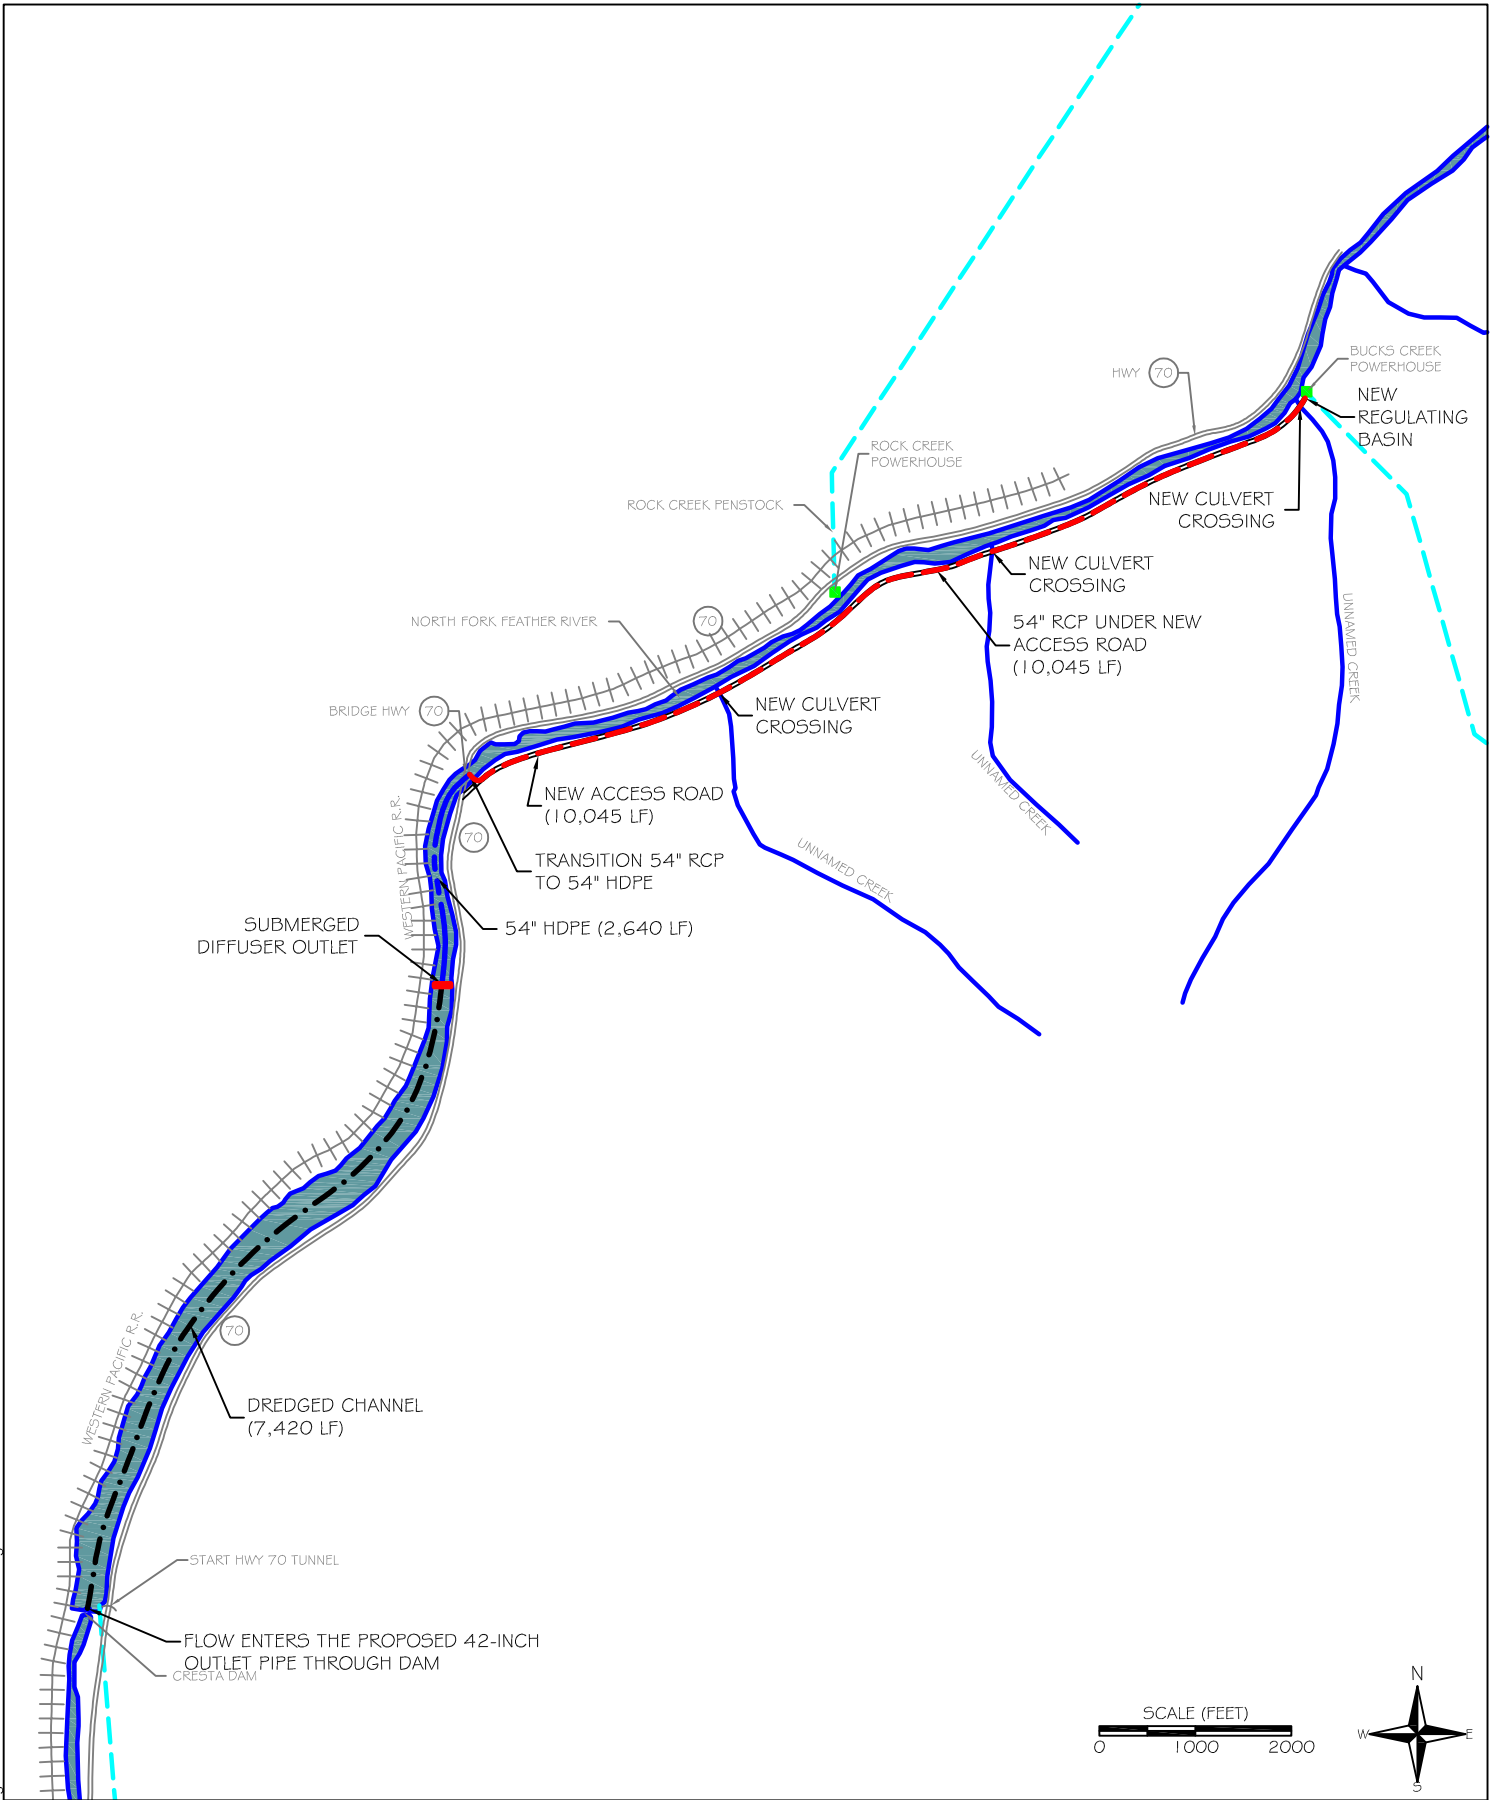 BUCKS CREEK
POWERHOUSE
HWY 70
NEW
REGULATING
BASIN
ROCK CREEK
POWERHOUSE
ROCK CREEK PENSTOCK
NEW CULVERT
CROSSING
NEW CULVERT
CROSSING
UNNAMED CREEK
NORTH FORK FEATHER RIVER
70
54" RCP UNDER NEW
ACCESS ROAD
(10,045 LF)
BRIDGE HWY 70
NEW CULVERT
CROSSING
UNNAMED CREEK
NEW ACCESS ROAD
(10,045 LF)
WESTERN PACIFIC R.R.
70
TRANSITION 54" RCP
TO 54" HDPE
UNNAMED CREEK
SUBMERGED
DIFFUSER OUTLET
54" HDPE (2,640 LF)
70
WESTERN PACIFIC R.R.
DREDGED CHANNEL
(7,420 LF)
START HWY 70 TUNNEL
FLOW ENTERS THE PROPOSED 42-INCH
OUTLET PIPE THROUGH DAM
CRESTA DAM
SCALE (FEET)
0 1000 2000
N
W E
S